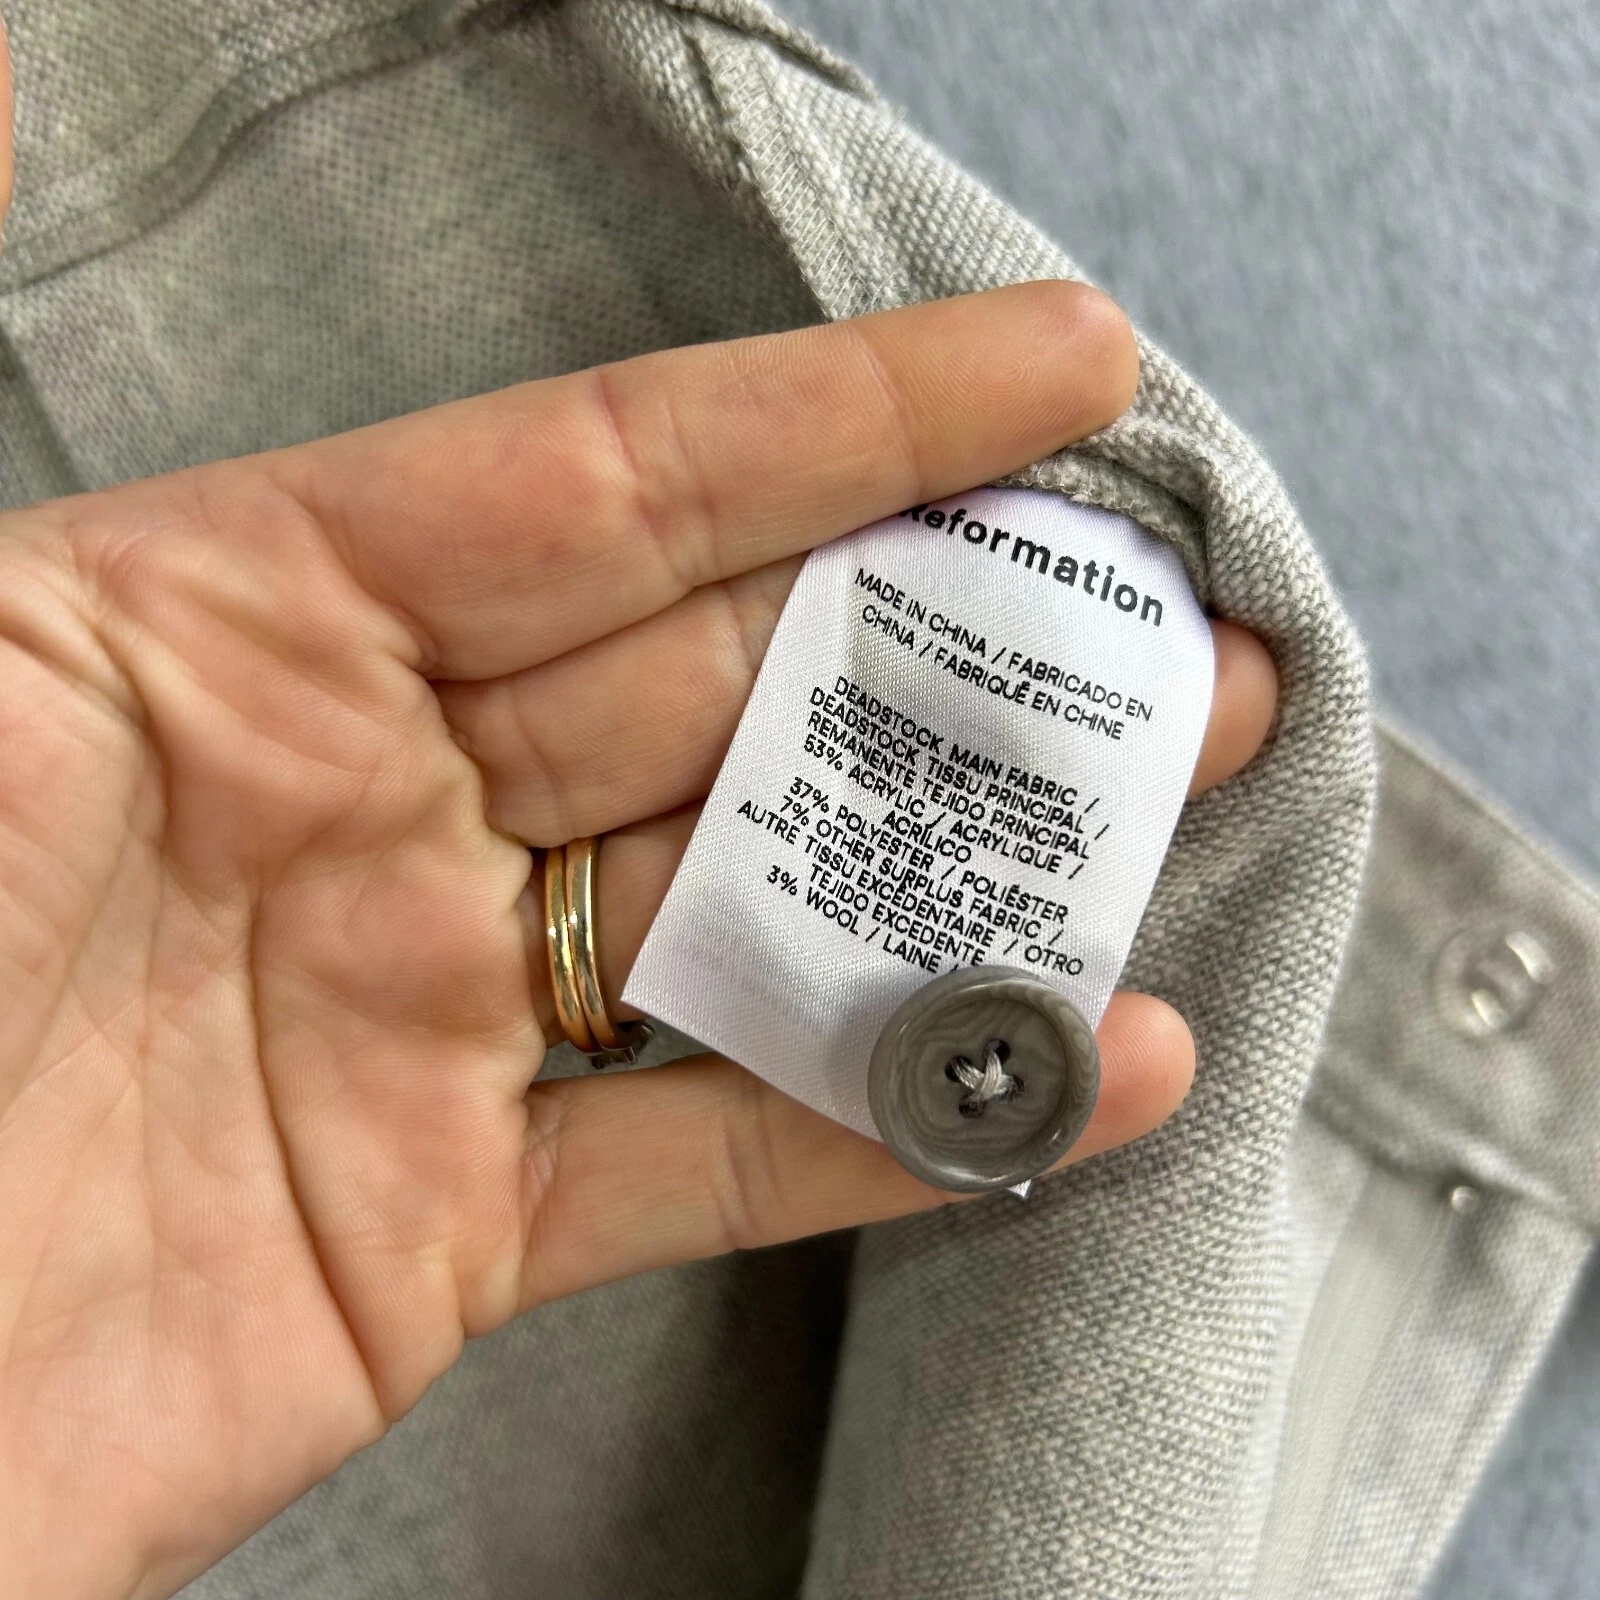 Reformation
MADE IN CHINA / FABRICADO EN
CHINA / FABRIQUÉ EN CHINE
DEADSTOCK MAIN FABRIC /
DEADSTOCK TISSU PRINCIPAL /
REMANENTE TEJIDO PRINCIPAL
53% ACRYLIC / ACRYLIQUE /
ACRÍLICO
37% POLYESTER / POLIÉSTER
7% OTHER SURPLUS FABRIC /
AUTRE TISSU EXCÉDENTAIRE / OTRO
TEJIDO EXCEDENTE
3% WOOL / LAINE /